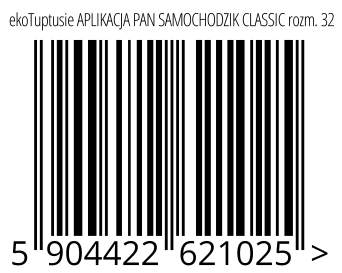 ekoTuptusie APLIKACJA PAN SAMOCHODZIK CLASSIC rozm. 32
5 904422 621025 >